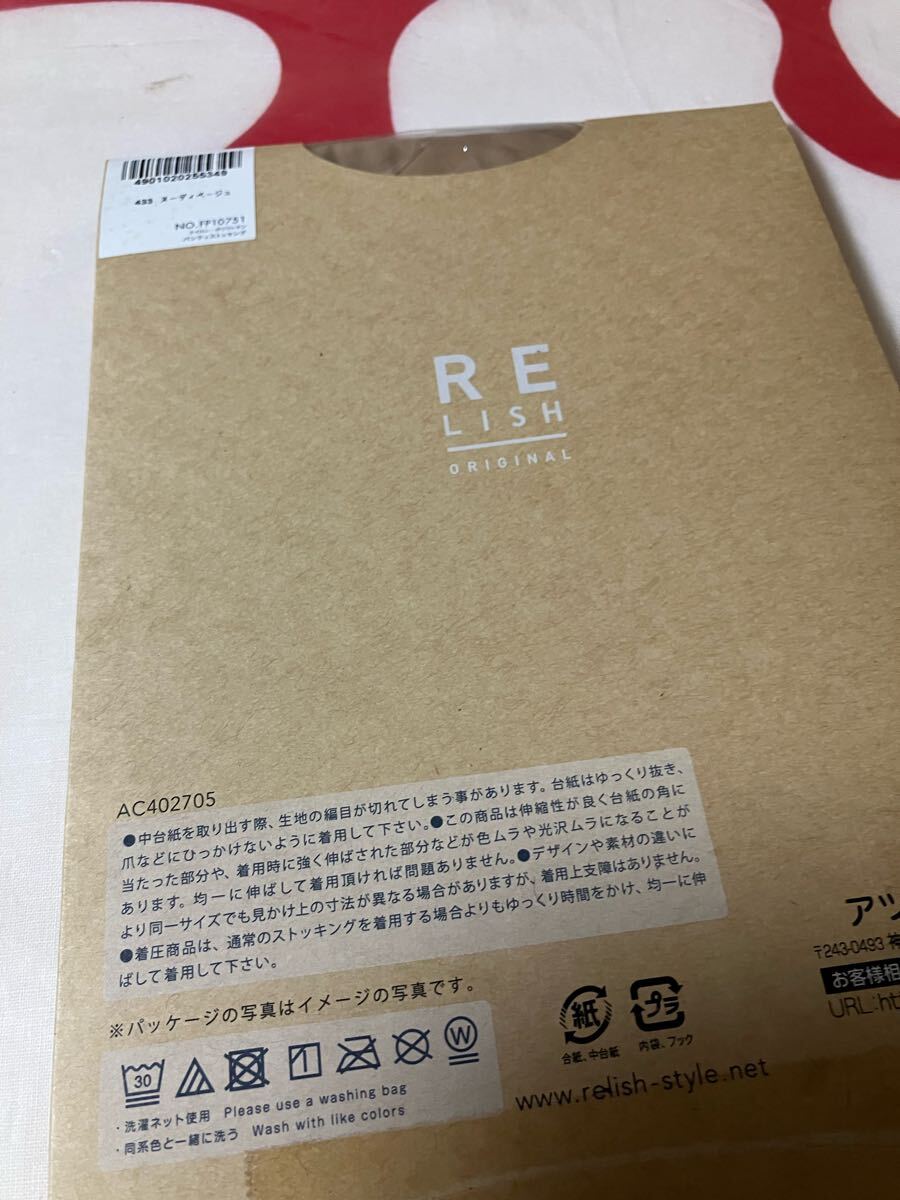 4901020255349
433 ヌーディベージュ
NO.FP10751
ナイロン・ポリウレタン
パンティストッキング
RE
LISH
ORIGINAL
AC402705
●中台紙を取り出す際、生地の編目が切れてしまう事があります。台紙はゆっくり抜き、
爪などにひっかけないように着用して下さい。●この商品は伸縮性が良く台紙の角に
当たった部分や、着用時に強く伸ばされた部分などが色ムラや光沢ムラになることが
あります。均一に伸ばして着用頂ければ問題ありません。●デザインや素材の違いに
より同一サイズでも見かけ上の寸法が異なる場合がありますが、着用上支障はありません。
●着圧商品は、通常のストッキングを着用する場合よりもゆっくり時間をかけ、均一に伸
ばして着用して下さい。
※パッケージの写真はイメージの写真です。
30
1
W
・洗濯ネット使用 Please use a washing bag
・同系色と一緒に洗う Wash with like colors
紙
プラ
台紙、中台紙
内袋、フック
www.relish-style.net
アツ
〒243-0493 神
お客様相
URL:ht